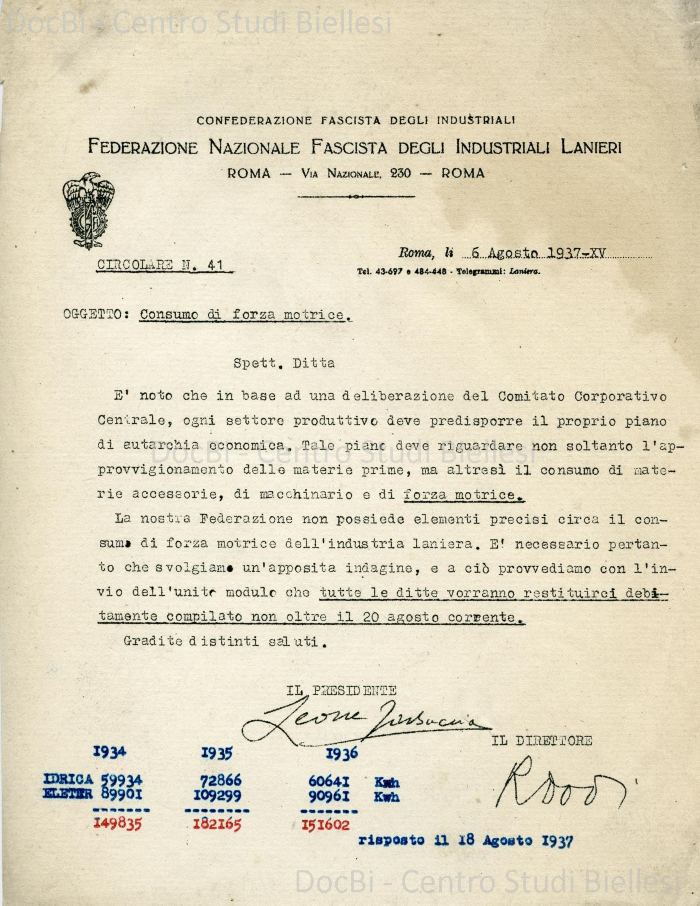 DocBi - Centro Studi Biellesi
CONFEDERAZIONE FASCISTA DEGLI INDUSTRIALI
FEDERAZIONE NAZIONALE FASCISTA DEGLI INDUSTRIALI LANIERI
ROMA — VIA NAZIONALE, 230 — ROMA
CIRCOLARE N. 41
Roma, li 6 Agosto 1937-XV
Tel. 43-697 e 484-448 - Telegrammi: Laniera.
OGGETTO: Consumo di forza motrice.
Spett. Ditta
E' noto che in base ad una deliberazione del Comitato Corporativo
Centrale, ogni settore produttivo deve predisporre il proprio piano
di autarchia economica. Tale piano deve riguardare non soltanto l'ap-
DocBi - Centro Studi Biellesi
provvigionamento delle materie prime, ma altresì il consumo di mate-
rie accessorie, di macchinario e di forza motrice.
La nostra Federazione non possiede elementi precisi circa il con-
sumo di forza motrice dell'industria laniera. E' necessario pertan-
to che svolgiamo un'apposita indagine, e a ciò provvediamo con l'in-
vio dell'unito modulo che tutte le ditte vorranno restituirci debi-
tamente compilato non oltre il 20 agosto corrente.
Gradite distinti saluti.
IL PRESIDENTE
Leone
IL DIRETTORE
1934 1935 1936
IDRICA 59934 72866 60641 Kwh
ELETTR 89901 109299 90961 Kwh
149835 182165 151602
risposto il 18 Agosto 1937
DocBi - Centro Studi Biellesi